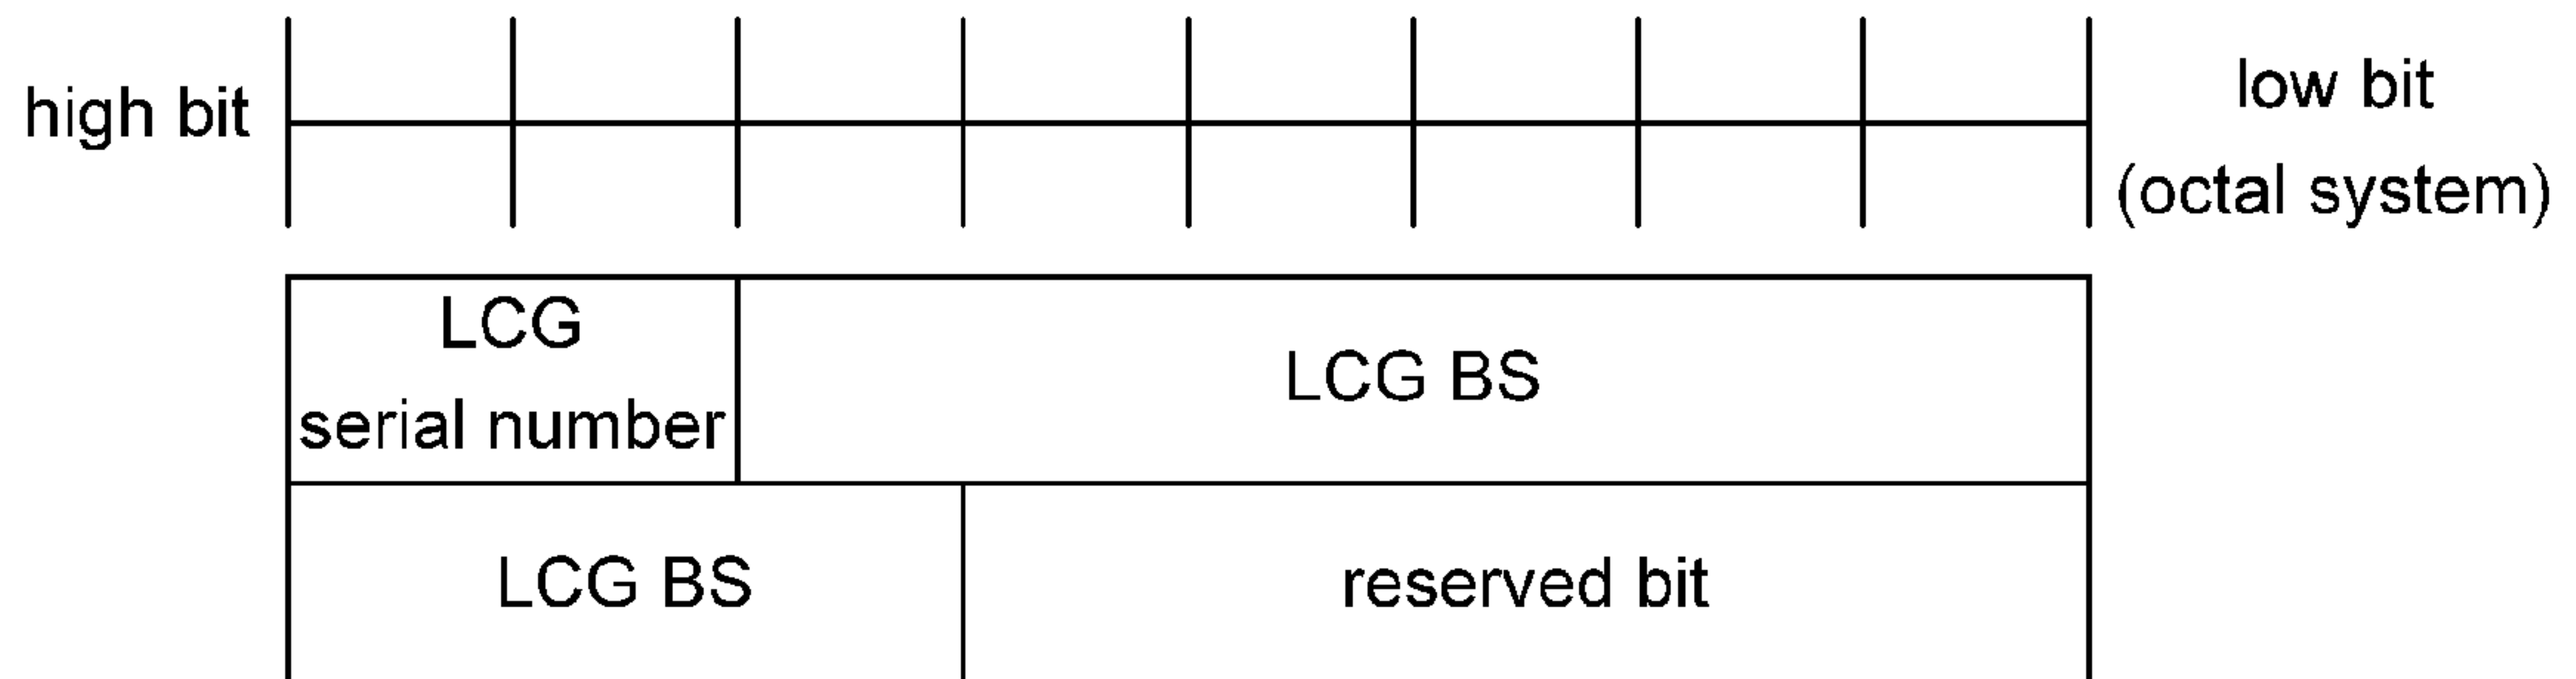 high bit
low bit
(octal system)
LCG
serial number
LCG BS
LCG BS
reserved bit